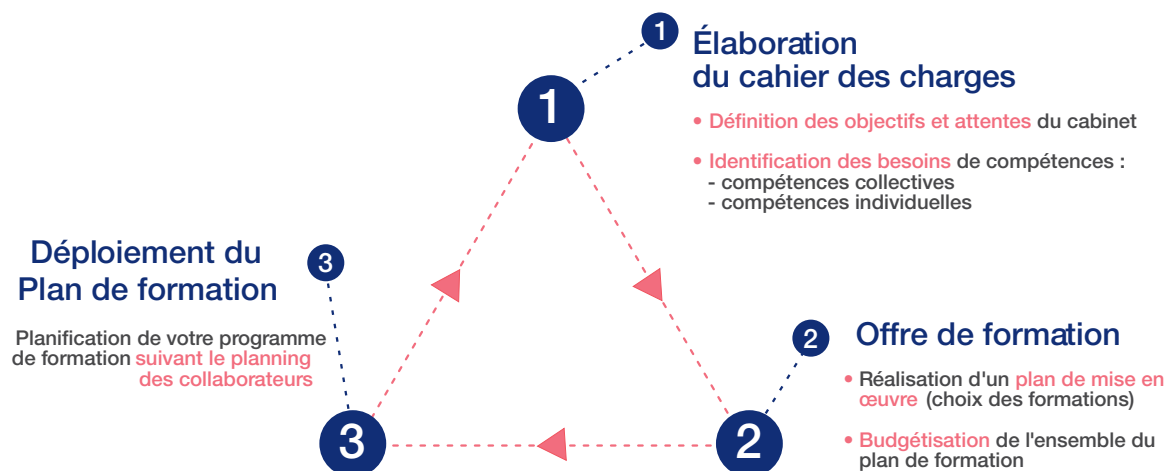 1
Élaboration
du cahier des charges
• Définition des objectifs et attentes du cabinet
• Identification des besoins de compétences :
- compétences collectives
- compétences individuelles
1
3
Déploiement du
Plan de formation
Planification de votre programme
de formation suivant le planning
des collaborateurs
2
Offre de formation
• Réalisation d'un plan de mise en
œuvre (choix des formations)
• Budgétisation de l'ensemble du
plan de formation
3
2